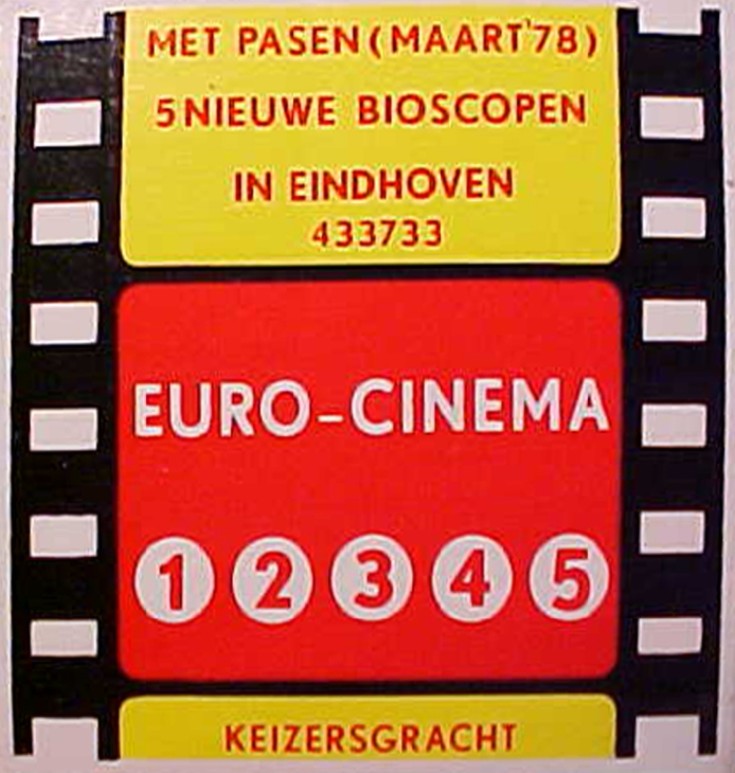 MET PASEN (MAART '78)
5 NIEUWE BIOSCOPEN
IN EINDHOVEN
433733
EURO-CINEMA
1 2 3 4 5
KEIZERSGRACHT